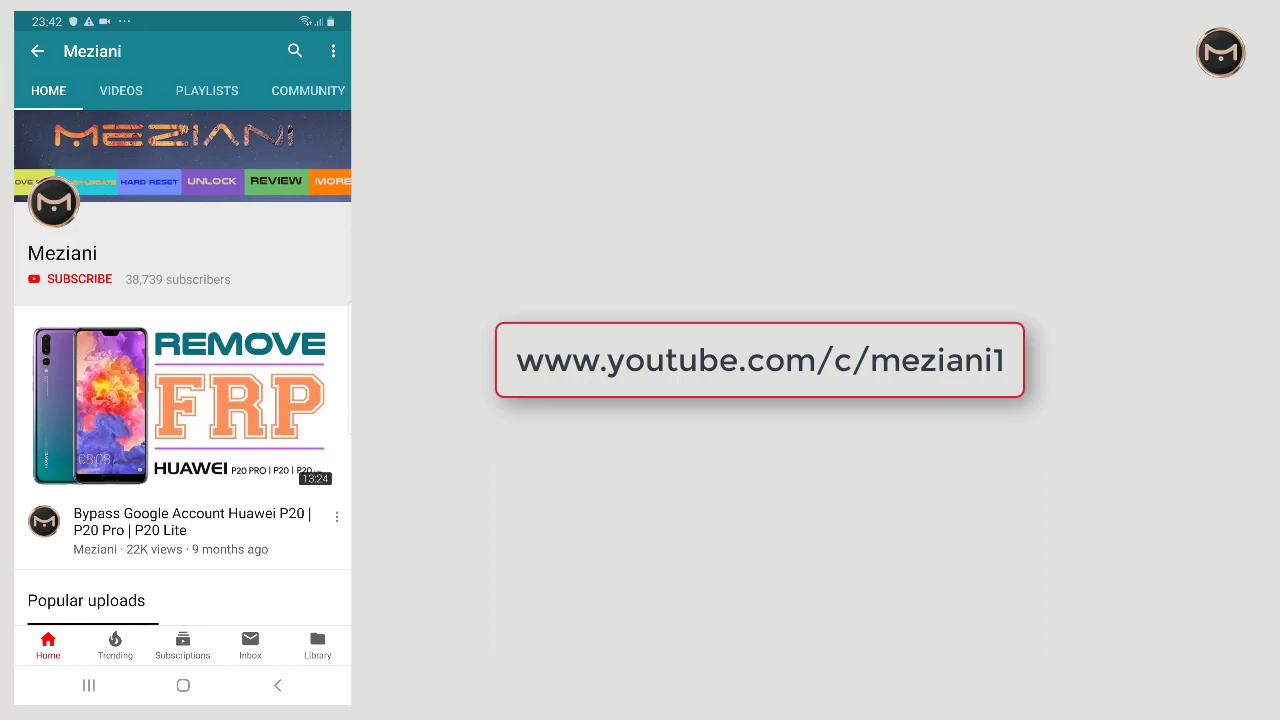 23:42
Meziani
HOME VIDEOS PLAYLISTS COMMUNITY
MEZIANI
HARD RESET UNLOCK REVIEW MORE
Meziani
SUBSCRIBE 38,739 subscribers
REMOVE
FRP
HUAWEI P20 PRO | P20 | P20
13:24
Bypass Google Account Huawei P20 |
P20 Pro | P20 Lite
Meziani · 22K views · 9 months ago
Popular uploads
Home Trending Subscriptions Inbox Library
www.youtube.com/c/meziani1